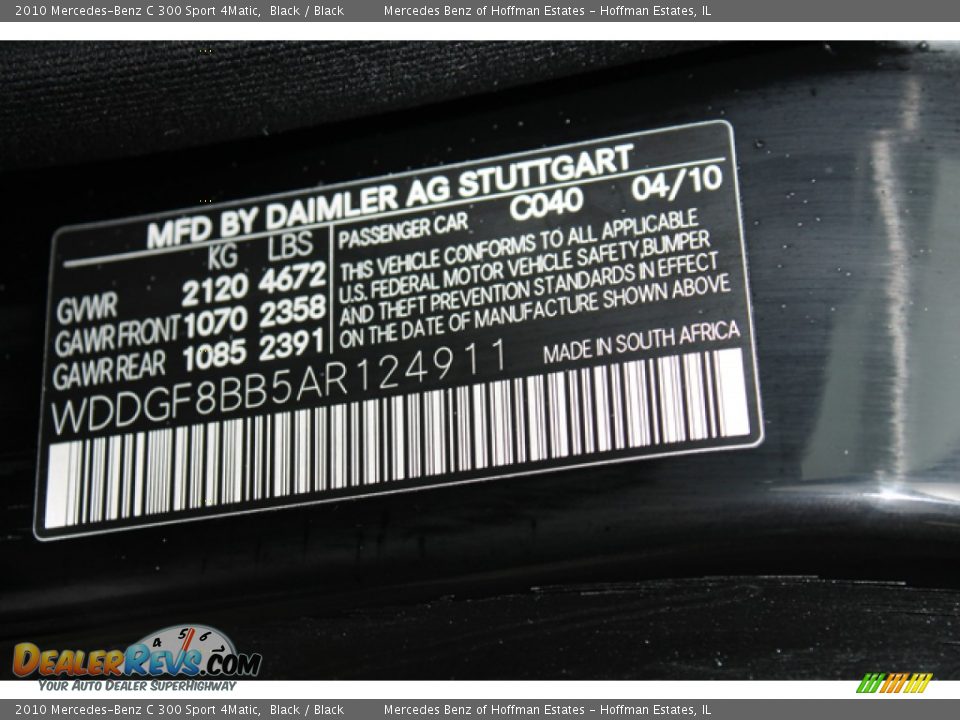 2010 Mercedes-Benz C 300 Sport 4Matic, Black / Black Mercedes Benz of Hoffman Estates - Hoffman Estates, IL
MFD BY DAIMLER AG STUTTGART
KG LBS
GVWR 2120 4672
GAWR FRONT 1070 2358
GAWR REAR 1085 2391
PASSENGER CAR C040 04/10
THIS VEHICLE CONFORMS TO ALL APPLICABLE
U.S. FEDERAL MOTOR VEHICLE SAFETY, BUMPER
AND THEFT PREVENTION STANDARDS IN EFFECT
ON THE DATE OF MANUFACTURE SHOWN ABOVE
WDDGF8BB5AR124911 MADE IN SOUTH AFRICA
4 5 6
DEALERREVS.COM
YOUR AUTO DEALER SUPERHIGHWAY
2010 Mercedes-Benz C 300 Sport 4Matic, Black / Black Mercedes Benz of Hoffman Estates - Hoffman Estates, IL